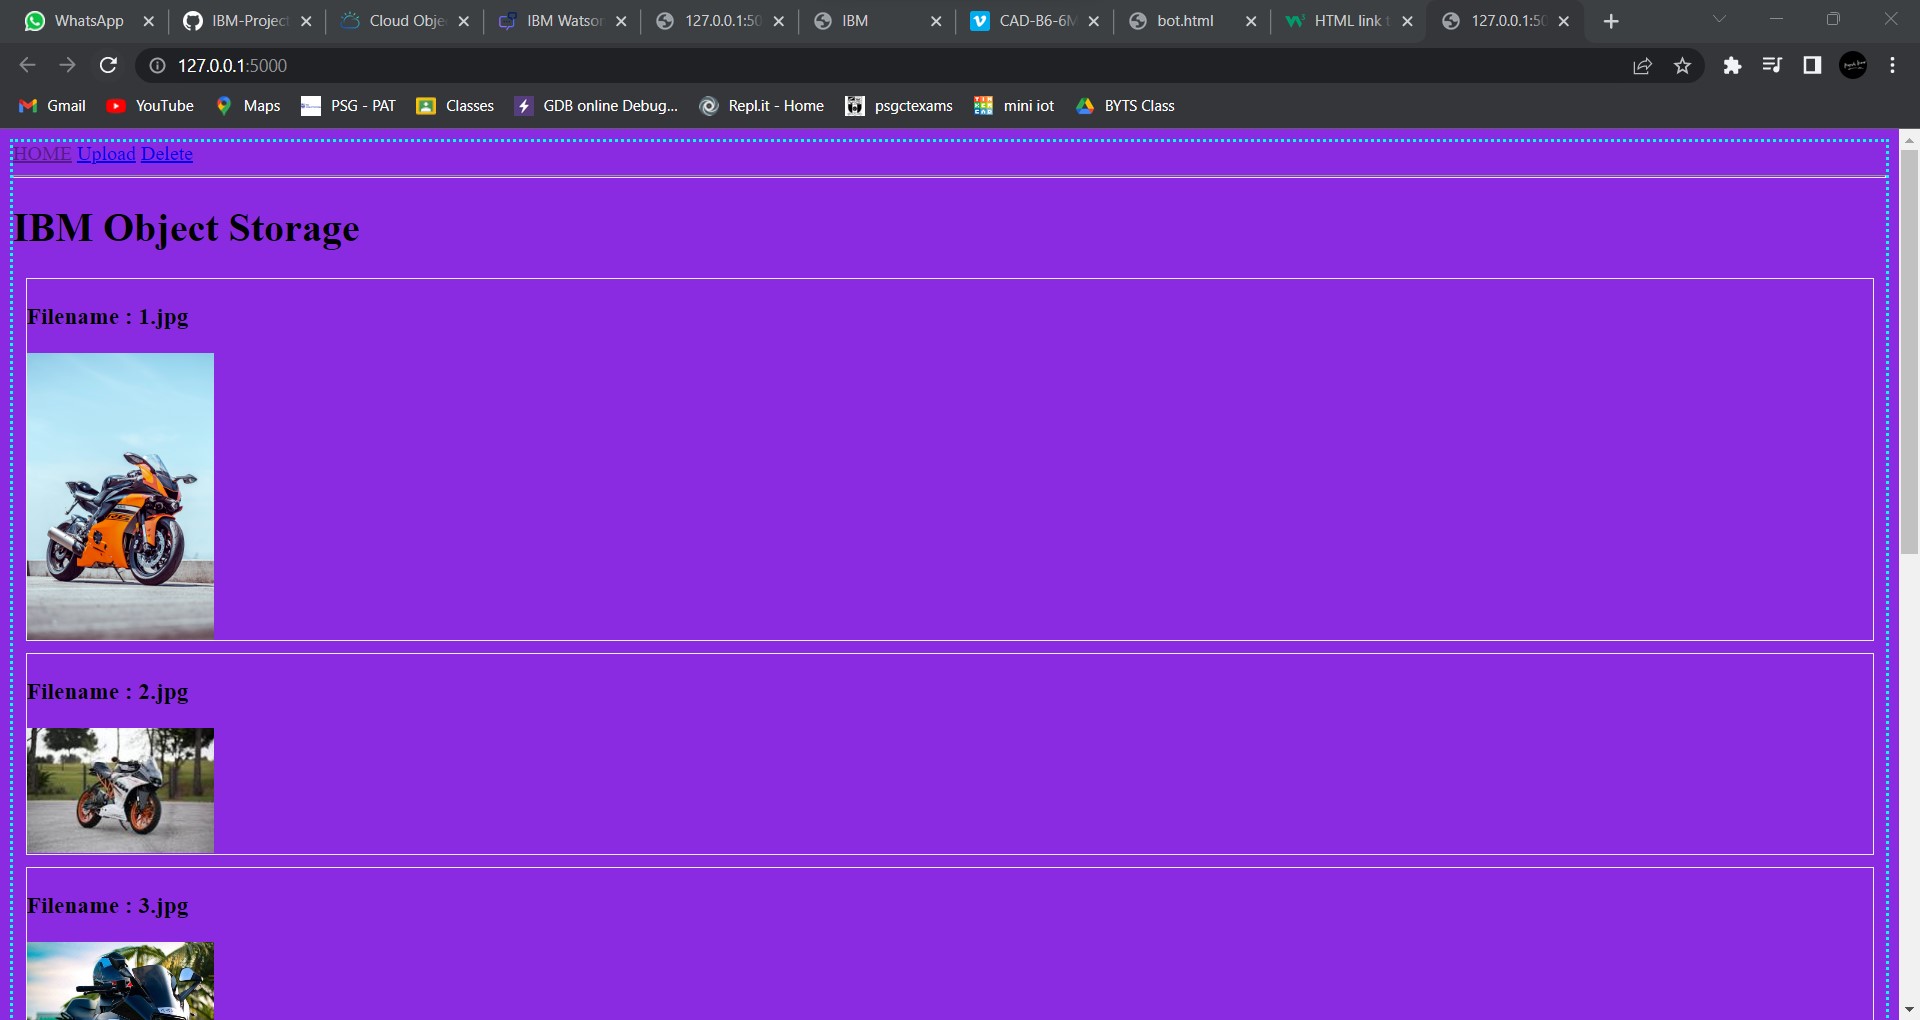 WhatsApp IBM-Project Cloud Obje IBM Watson 127.0.0.1:50 IBM CAD-B6-6M bot.html HTML link t 127.0.0.1:50
127.0.0.1:5000
Gmail YouTube Maps PSG - PAT Classes GDB online Debug... Repl.it - Home psgctexams mini iot BYTS Class
HOME Upload Delete
IBM Object Storage
Filename : 1.jpg
Filename : 2.jpg
Filename : 3.jpg